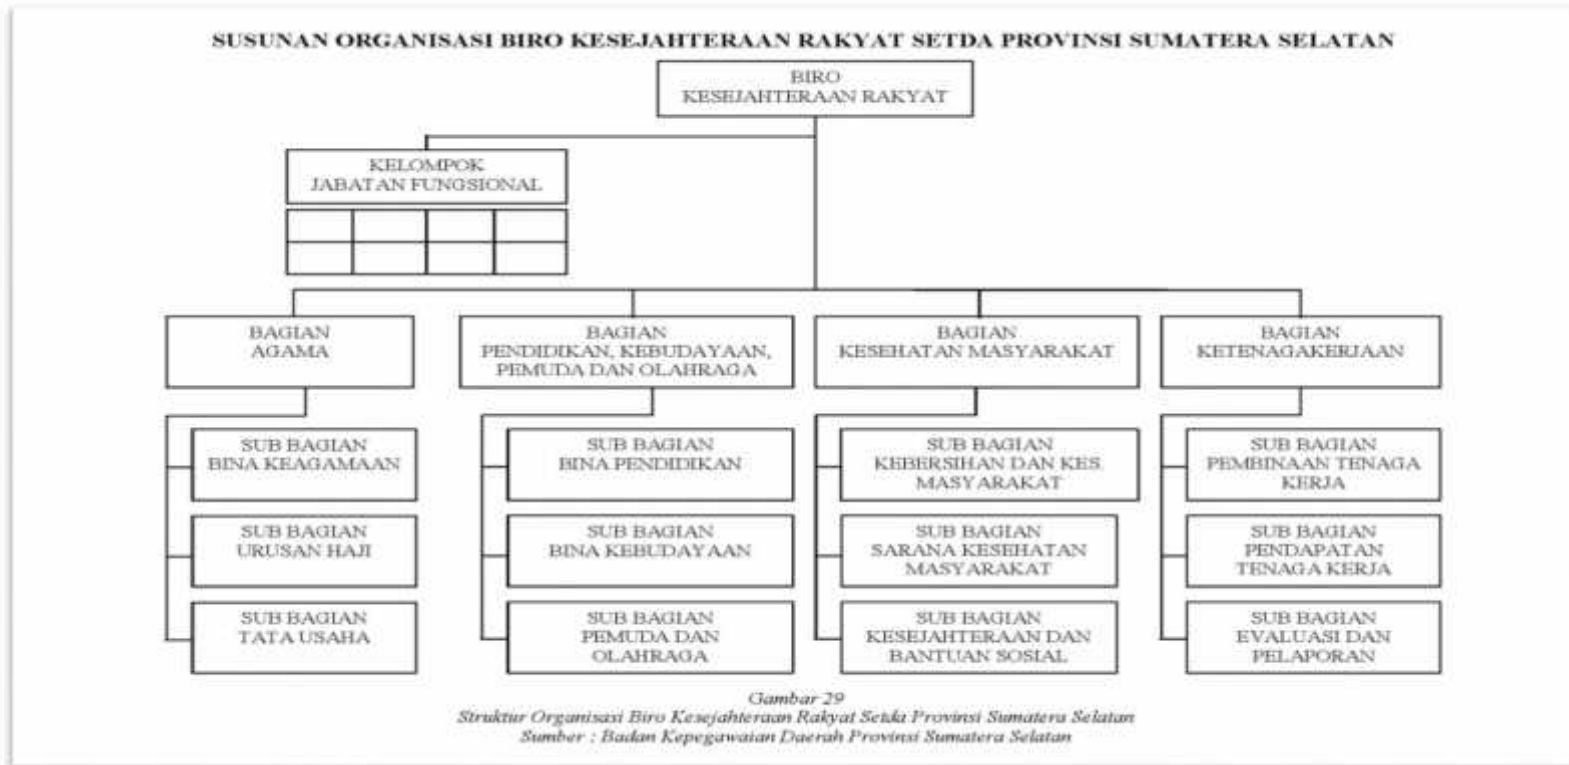 SUSUNAN ORGANISASI BIRO KESEJAHTERAAN RAKYAT SETDA PROVINSI SUMATERA SELATAN
BIRO
KESEJAHTERAAN RAKYAT
KELOMPOK
JABATAN FUNGSIONAL
BAGIAN
AGAMA
BAGIAN
PENDIDIKAN, KEBUDAYAAN,
PEMUDA DAN OLAHRAGA
BAGIAN
KESEHATAN MASYARAKAT
BAGIAN
KETENAGAKERJAAN
SUB BAGIAN
BINA KEAGAMAAN
SUB BAGIAN
BINA PENDIDIKAN
SUB BAGIAN
KEBERSIHAN DAN KES.
MASYARAKAT
SUB BAGIAN
PEMBINAAN TENAGA
KERJA
SUB BAGIAN
URUSAN HAJI
SUB BAGIAN
BINA KEBUDAYAAN
SUB BAGIAN
SARANA KESEHATAN
MASYARAKAT
SUB BAGIAN
PENDAPATAN
TENAGA KERJA
SUB BAGIAN
TATA USAHA
SUB BAGIAN
PEMUDA DAN
OLAHRAGA
SUB BAGIAN
KESEJAHTERAAN DAN
BANTUAN SOSIAL
SUB BAGIAN
EVALUASI DAN
PELAPORAN
Gambar 29
Struktur Organisasi Biro Kesejahteraan Rakyat Setda Provinsi Sumatera Selatan
Sumber : Badan Kepegawaian Daerah Provinsi Sumatera Selatan